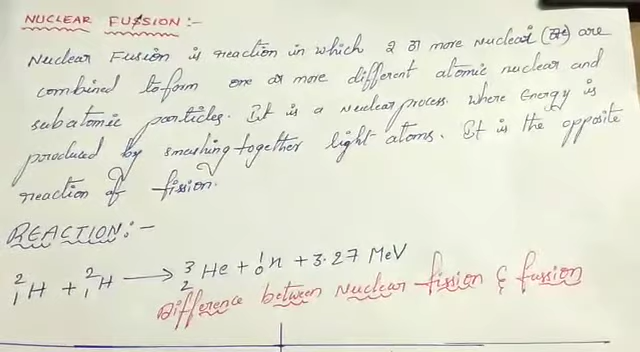 NUCLEAR FUSSION :-
Nuclear Fusion is reaction in which 2 or more nuclei are
combined to form one or more different atomic nuclear and
subatomic particles. It is a nuclear process. where Energy is
produced by smashing together light atoms. It is the opposite
reaction of fission.
REACTION:-
²₁H + ²₁H ⟶ ³₂He + ¹₀n + 3.27 MeV
Difference between Nuclear fission & fussion